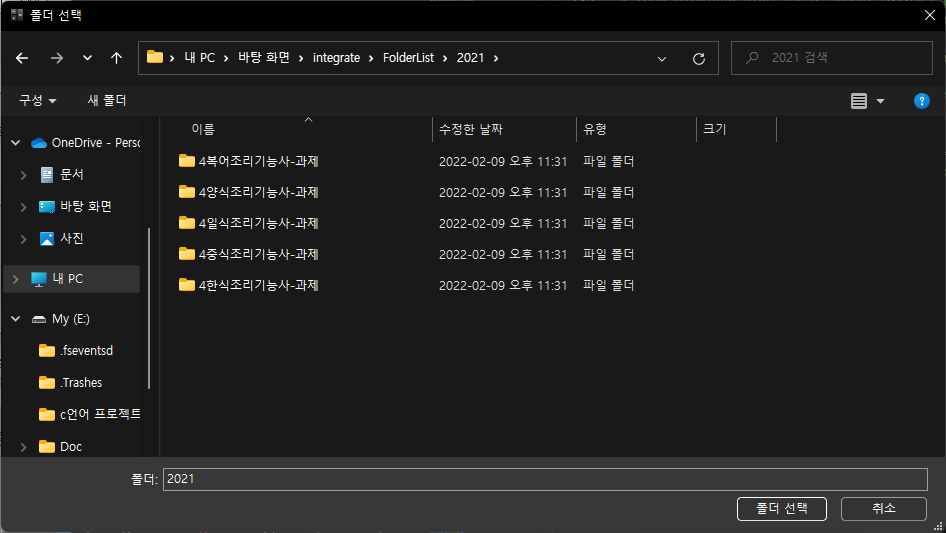 폴더 선택
내 PC › 바탕 화면 › integrate › FolderList › 2021 ›
2021 검색
구성
새 폴더
OneDrive - Perso
문서
바탕 화면
사진
내 PC
My (E:)
.fseventsd
.Trashes
c언어 프로젝트
Doc
이름 수정한 날짜 유형 크기
4복어조리기능사-과제 2022-02-09 오후 11:31 파일 폴더
4양식조리기능사-과제 2022-02-09 오후 11:31 파일 폴더
4일식조리기능사-과제 2022-02-09 오후 11:31 파일 폴더
4중식조리기능사-과제 2022-02-09 오후 11:31 파일 폴더
4한식조리기능사-과제 2022-02-09 오후 11:31 파일 폴더
폴더: 2021
폴더 선택
취소